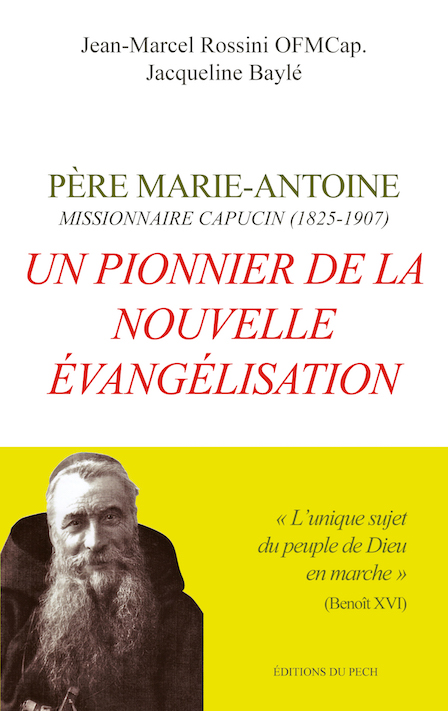 Jean-Marcel Rossini OFMCap.
Jacqueline Baylé
PÈRE MARIE-ANTOINE
MISSIONNAIRE CAPUCIN (1825-1907)
UN PIONNIER DE LA
NOUVELLE
ÉVANGÉLISATION
« L’unique sujet
du peuple de Dieu
en marche »
(Benoît XVI)
ÉDITIONS DU PECH